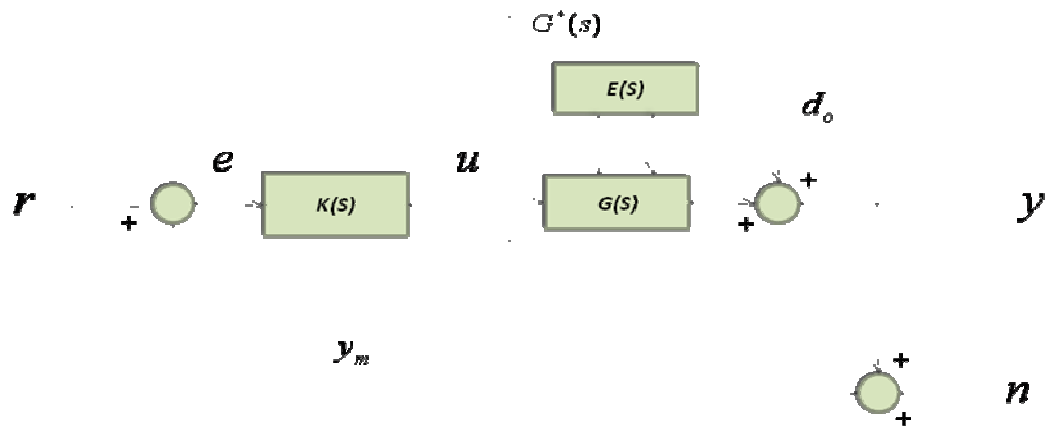 G*(s)
E(S)
d_o
e
u
r
K(S)
G(S)
+
+
+
y
y_m
+
n
+